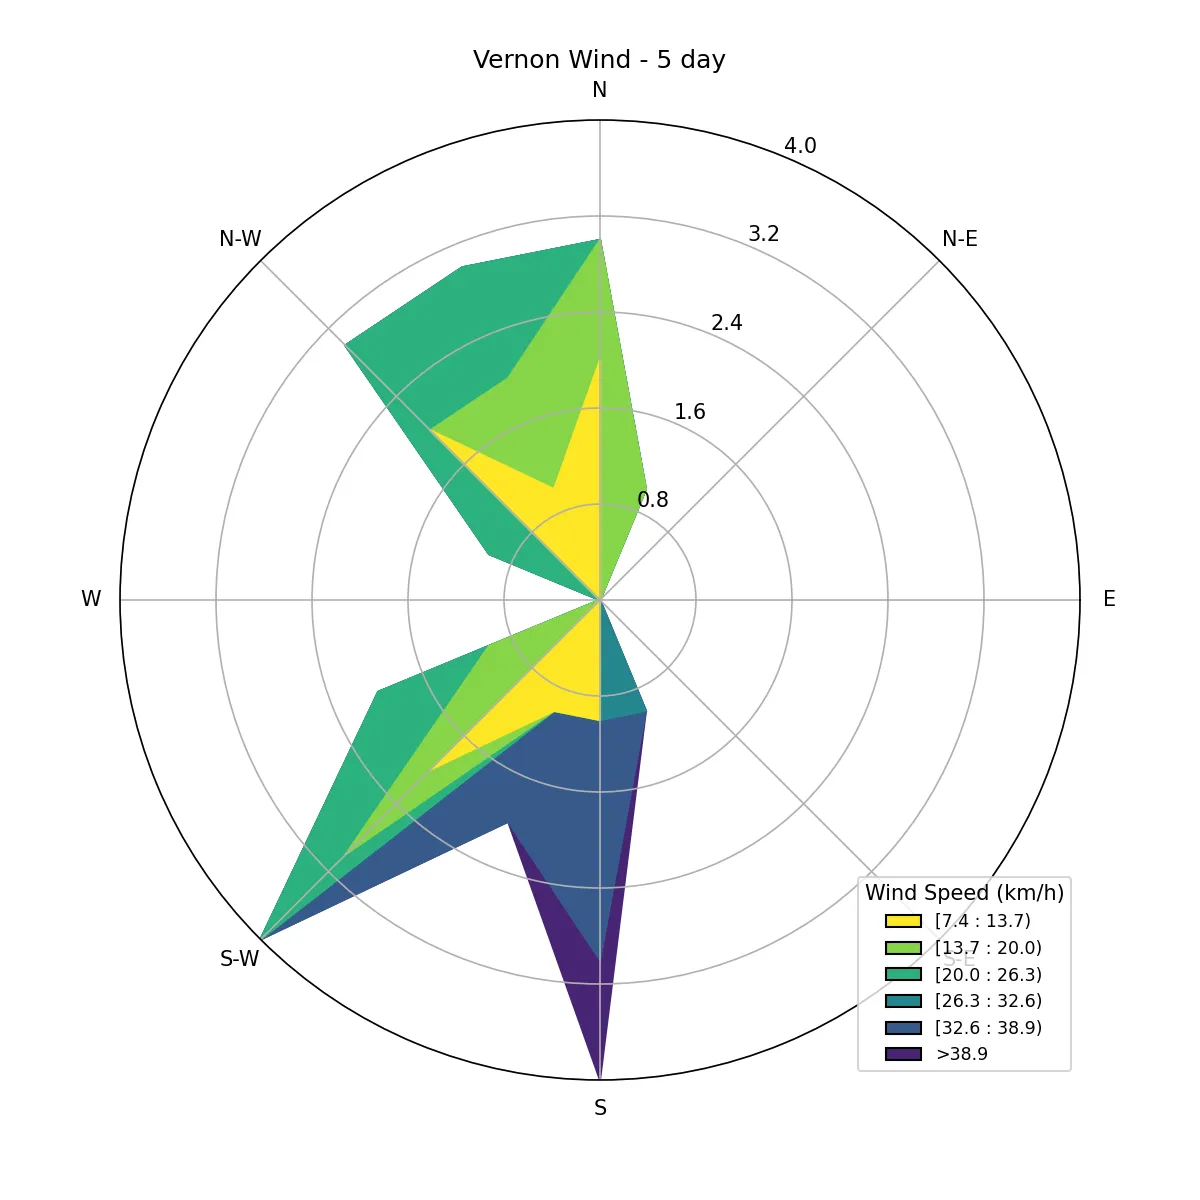 Vernon Wind - 5 day
N
4.0
N-W
N-E
3.2
2.4
1.6
0.8
W
E
S-W
S-E
S
Wind Speed (km/h)
[7.4 : 13.7)
[13.7 : 20.0)
[20.0 : 26.3)
[26.3 : 32.6)
[32.6 : 38.9)
>38.9